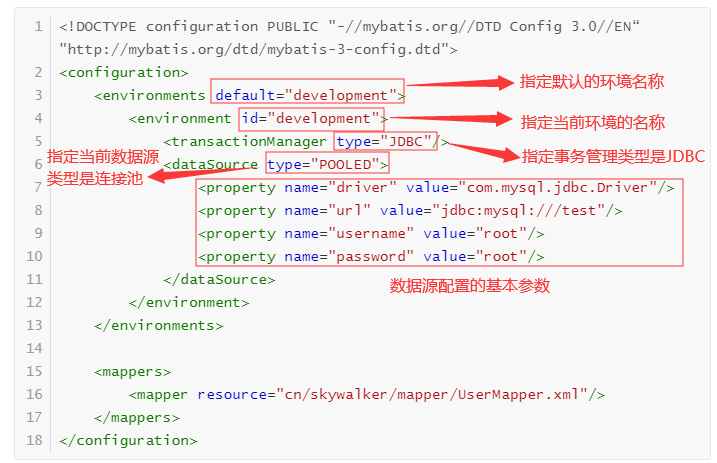 1 <!DOCTYPE configuration PUBLIC "-//mybatis.org//DTD Config 3.0//EN“
"http://mybatis.org/dtd/mybatis-3-config.dtd">
2 <configuration>
指定默认的环境名称
3 <environments default="development">
4 <environment id="development">
指定当前环境的名称
5 <transactionManager type="JDBC"/>
指定事务管理类型是JDBC
指定当前数据源
类型是连接池
6 <dataSource type="POOLED">
7 <property name="driver" value="com.mysql.jdbc.Driver"/>
8 <property name="url" value="jdbc:mysql:///test"/>
9 <property name="username" value="root"/>
10 <property name="password" value="root"/>
11 </dataSource>
数据源配置的基本参数
12 </environment>
13 </environments>
14
15 <mappers>
16 <mapper resource="cn/skywalker/mapper/UserMapper.xml"/>
17 </mappers>
18 </configuration>